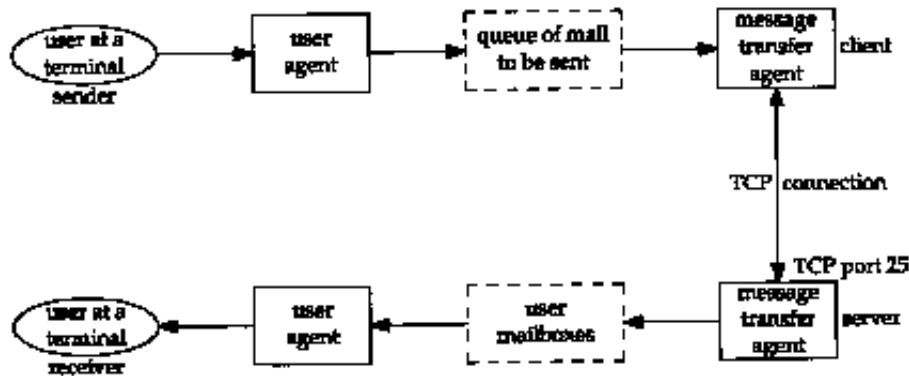 user at a
terminal
sender
user
agent
queue of mail
to be sent
message
transfer
agent
client
TCP connection
TCP port 25
user at a
terminal
receiver
user
agent
user
mailboxes
message
transfer
agent
server